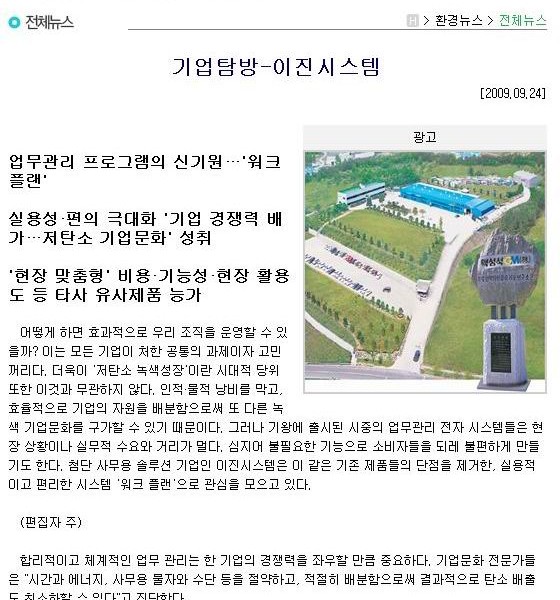 전체뉴스
H > 환경뉴스 > 전체뉴스
기업탐방-이진시스템
[2009.09.24]
광고
업무관리 프로그램의 신기원…'워크
플랜'
실용성·편의 극대화 '기업 경쟁력 배
가…저탄소 기업문화' 성취
'현장 맞춤형' 비용·기능성·현장 활용
도 등 타사 유사제품 능가
어떻게 하면 효과적으로 우리 조직을 운영할 수 있
을까? 이는 모든 기업이 처한 공통의 과제이자 고민
꺼리다. 더욱이 '저탄소 녹색성장'이란 시대적 당위
또한 이것과 무관하지 않다. 인적·물적 낭비를 막고,
효율적으로 기업의 자원을 배분함으로써 또 다른 녹
색 기업문화를 구가할 수 있기 때문이다. 그러나 기왕에 출시된 시중의 업무관리 전자 시스템들은 현
장 상황이나 실무적 수요와 거리가 멀다. 심지어 불필요한 기능으로 소비자들을 되레 불편하게 만들
기도 한다. 첨단 사무용 솔루션 기업인 이진시스템은 이 같은 기존 제품들의 단점을 제거한, 실용적
이고 편리한 시스템 '워크 플랜'으로 관심을 모으고 있다.
(편집자 주)
합리적이고 체계적인 업무 관리는 한 기업의 경쟁력을 좌우할 만큼 중요하다. 기업문화 전문가들
은 "시간과 에너지, 사무용 물자와 수단 등을 절약하고, 적절히 배분함으로써 결과적으로 탄소 배출
도 최소화할 수 있다"고 진단한다.